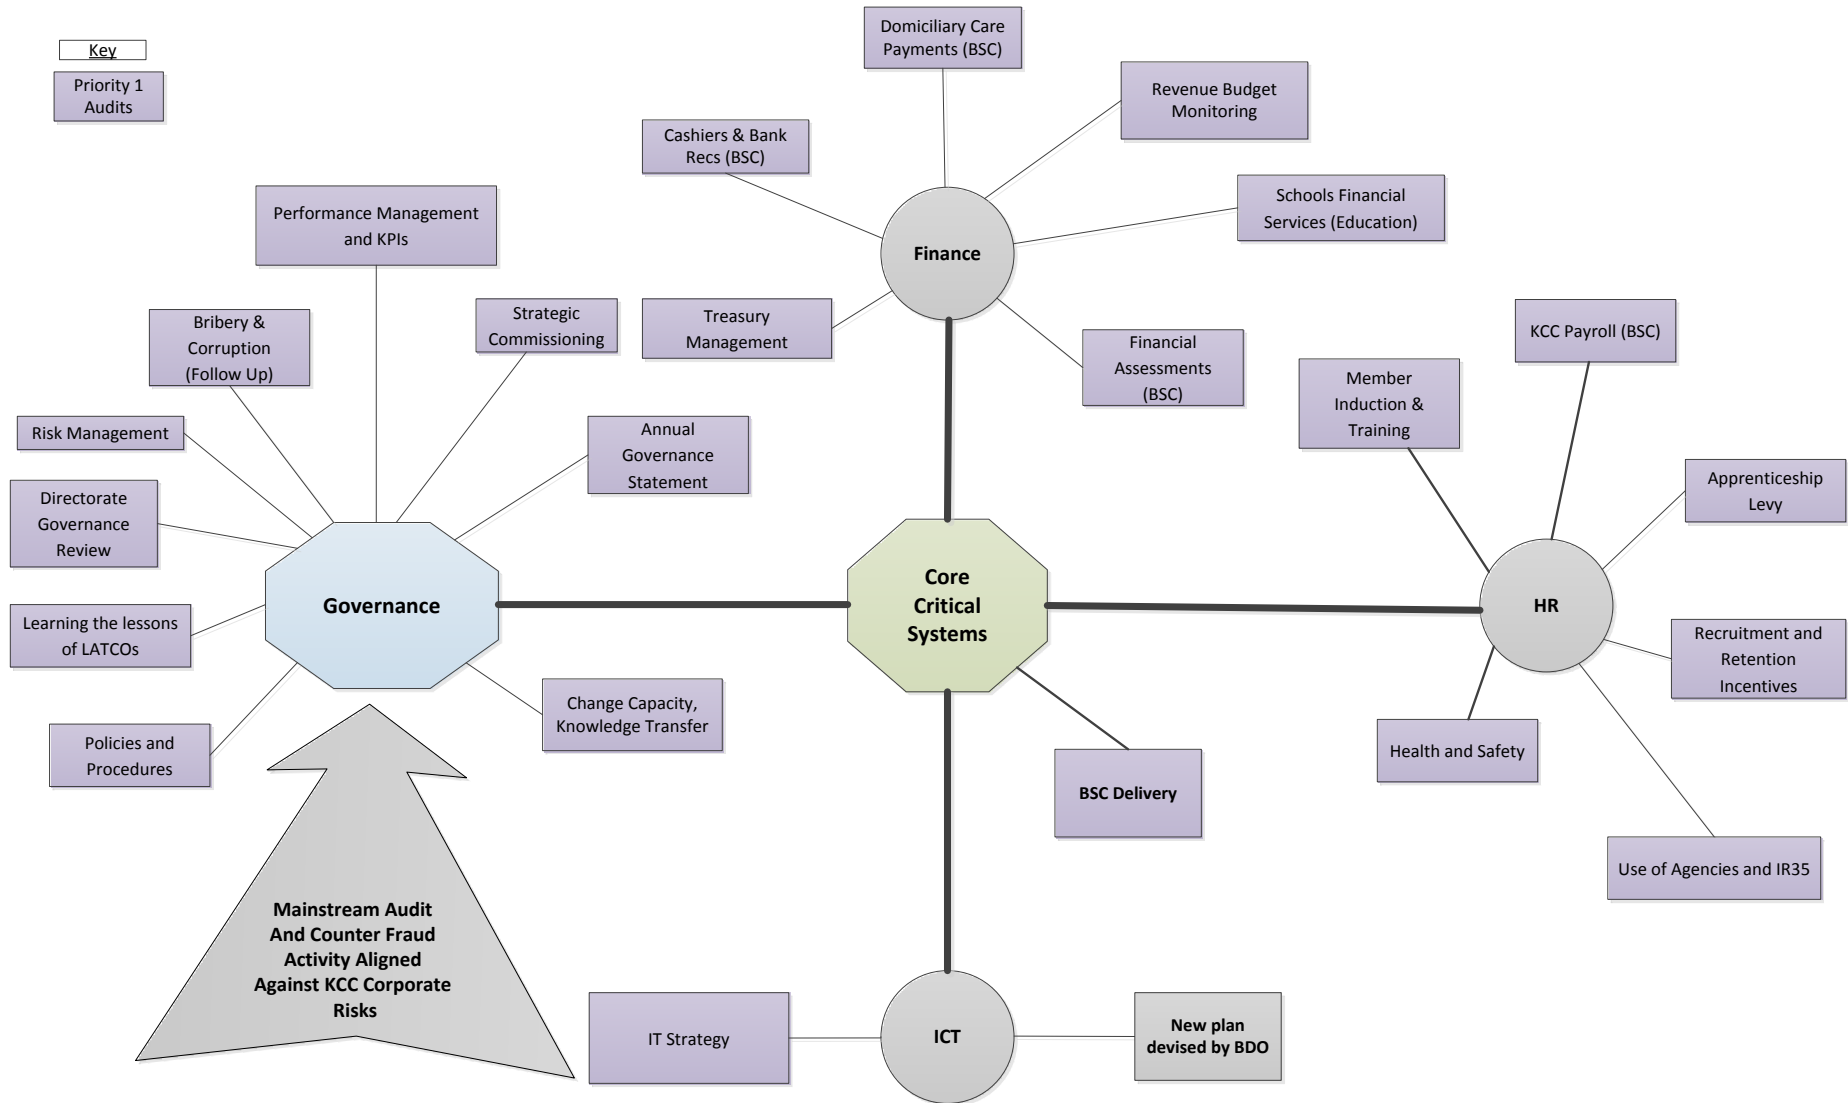 Key
Priority 1
Audits
Domiciliary Care
Payments (BSC)
Revenue Budget
Monitoring
Cashiers & Bank
Recs (BSC)
Schools Financial
Services (Education)
Finance
Treasury
Management
Financial
Assessments
(BSC)
Performance Management
and KPIs
Bribery &
Corruption
(Follow Up)
Strategic
Commissioning
Risk Management
Annual
Governance
Statement
Directorate
Governance
Review
Governance
Learning the lessons
of LATCOs
Policies and
Procedures
Change Capacity,
Knowledge Transfer
Core
Critical
Systems
KCC Payroll (BSC)
Member
Induction &
Training
Apprenticeship
Levy
HR
Recruitment and
Retention
Incentives
Health and Safety
Use of Agencies and IR35
BSC Delivery
Mainstream Audit
And Counter Fraud
Activity Aligned
Against KCC Corporate
Risks
IT Strategy
ICT
New plan
devised by BDO